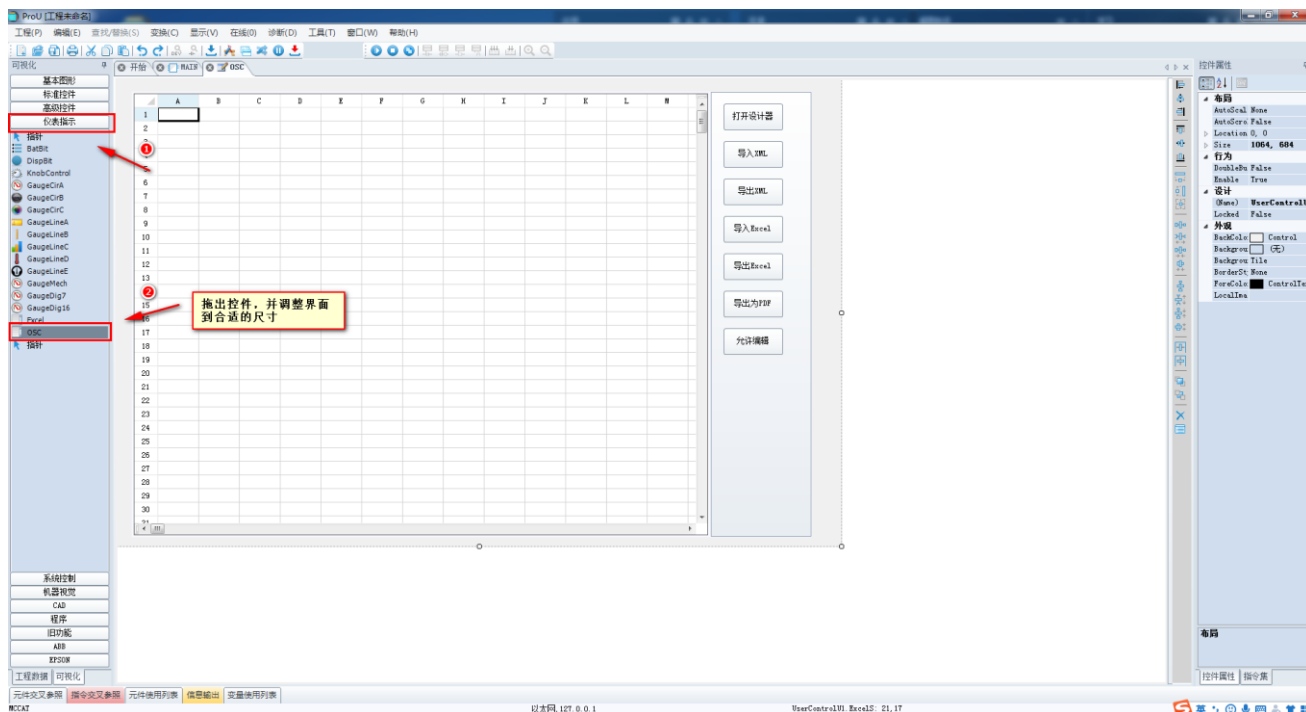 ProU [工程未命名]
工程(P) 编辑(E) 查找/替换(S) 变换(C) 显示(V) 在线(O) 诊断(D) 工具(T) 窗口(W) 帮助(H)
可视化
开始 MAIN OSC
控件属性
基本图形
标准控件
高级控件
仪表指示
指针
BatBit
DispBit
KnobControl
GaugeCirA
GaugeCirB
GaugeCirC
GaugeLineA
GaugeLineB
GaugeLineC
GaugeLineD
GaugeLineE
GaugeMech
GaugeDig7
GaugeDig16
Excel
OSC
指针
系统控制
机器视觉
CAD
程序
旧功能
ABB
EPSON
工程数据 可视化
A B C D E F G H I J K L M
1
2
5
6
7
8
9
10
11
12
13
15
16
17
18
19
20
21
22
23
24
25
26
27
28
29
30
31
1
2
拖出控件，并调整界面
到合适的尺寸
打开设计器
导入XML
导出XML
导入Excel
导出Excel
导出为PDF
允许编辑
布局
AutoScal None
AutoScro False
Location 0, 0
Size 1064, 684
行为
DoubleBu False
Enable True
设计
(Name) UserControlU
Locked False
外观
BackColo Control
Backgrou (无)
Backgrou Tile
BorderSt None
ForeColo ControlTe
LocalIma
布局
控件属性 指令集
元件交叉参照 指令交叉参照 元件使用列表 信息输出 变量使用列表
MCCAT
以太网,127.0.0.1
UserControlU1.ExcelS: 21,17
英